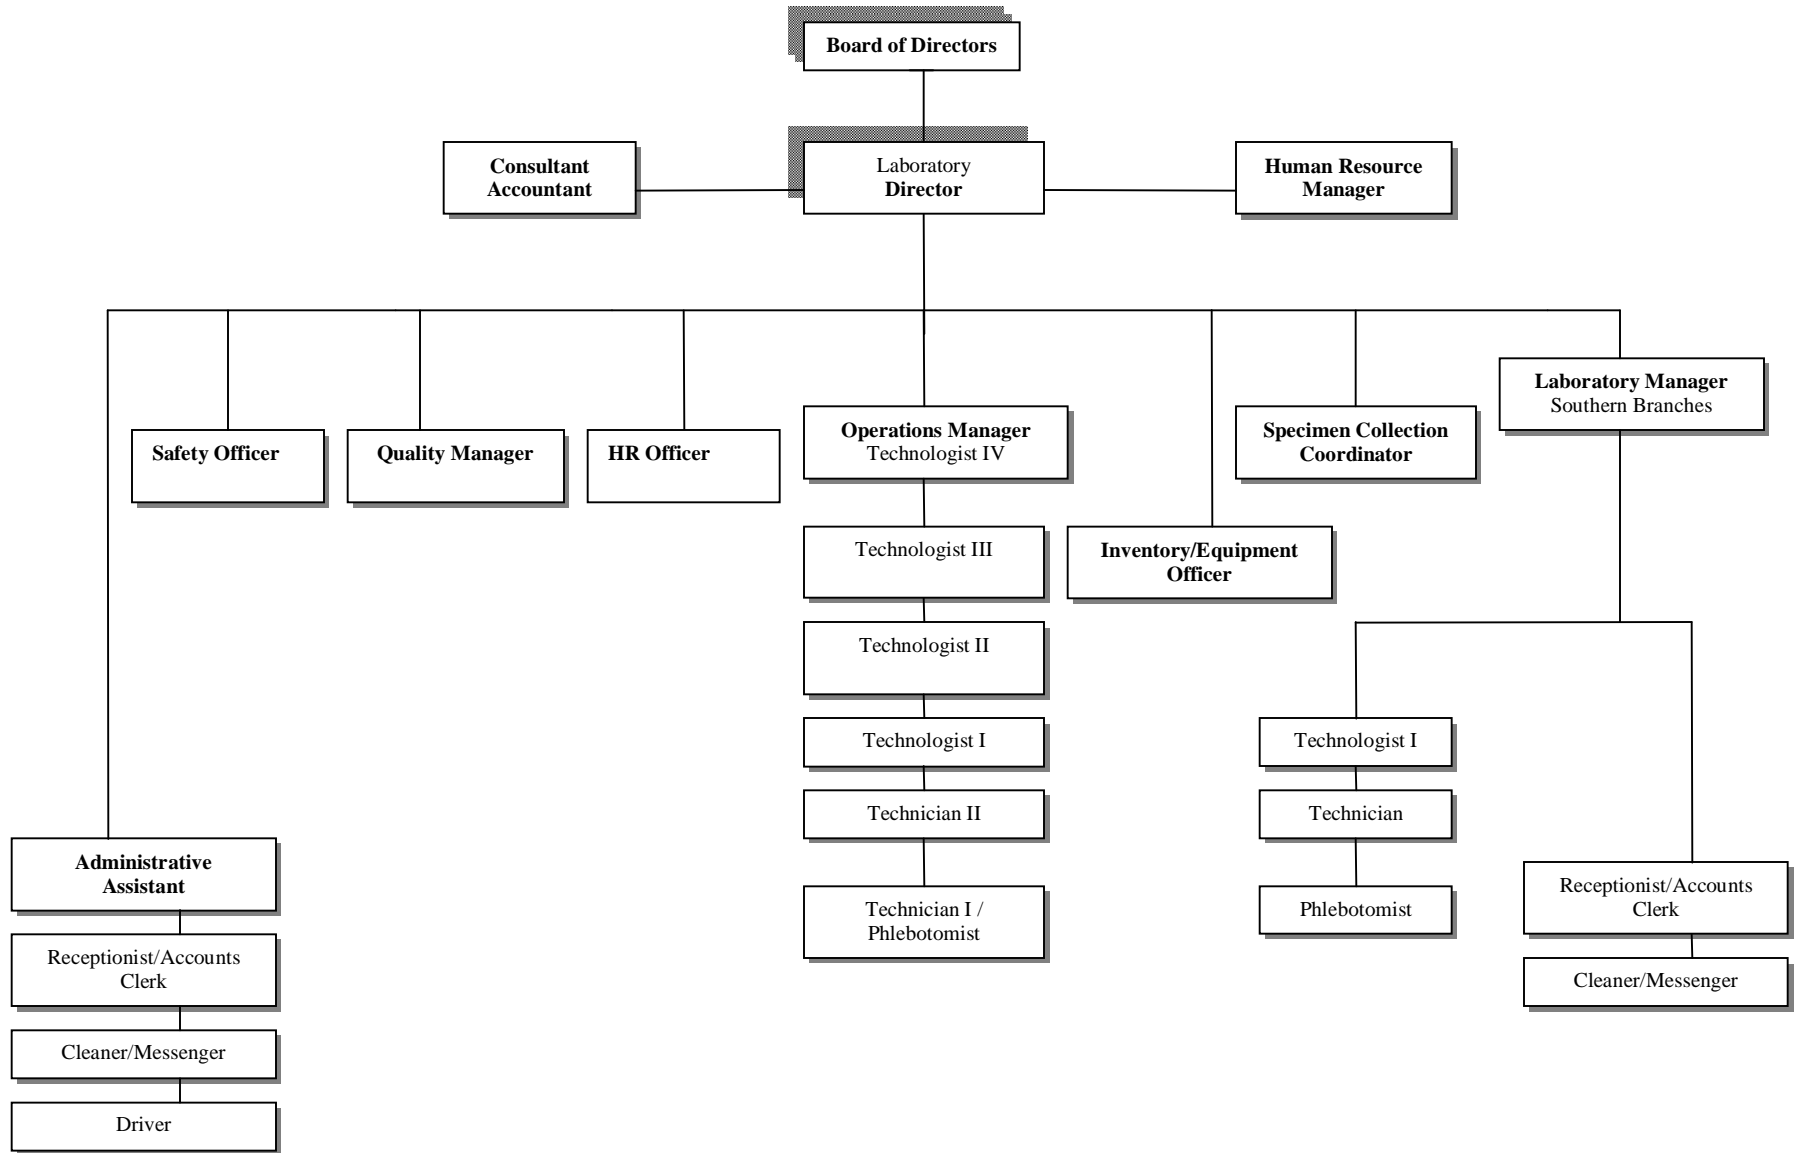 Board of Directors
Consultant
Accountant
Laboratory
Director
Human Resource
Manager
Laboratory Manager
Southern Branches
Safety Officer
Quality Manager
HR Officer
Operations Manager
Technologist IV
Specimen Collection
Coordinator
Technologist III
Inventory/Equipment
Officer
Technologist II
Technologist I
Technologist I
Technician II
Technician
Administrative
Assistant
Technician I /
Phlebotomist
Phlebotomist
Receptionist/Accounts
Clerk
Receptionist/Accounts
Clerk
Cleaner/Messenger
Cleaner/Messenger
Driver